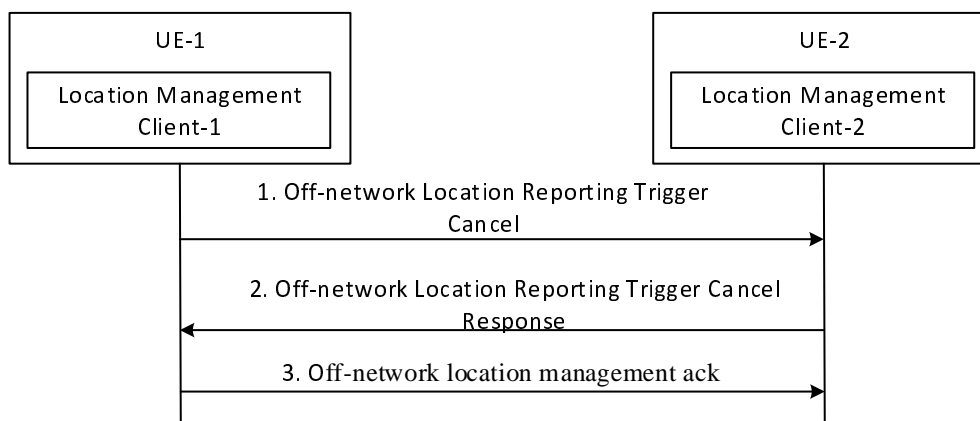 UE-1
UE-2
Location Management
Client-1
Location Management
Client-2
1. Off-network Location Reporting Trigger
Cancel
2. Off-network Location Reporting Trigger Cancel
Response
3. Off-network location management ack